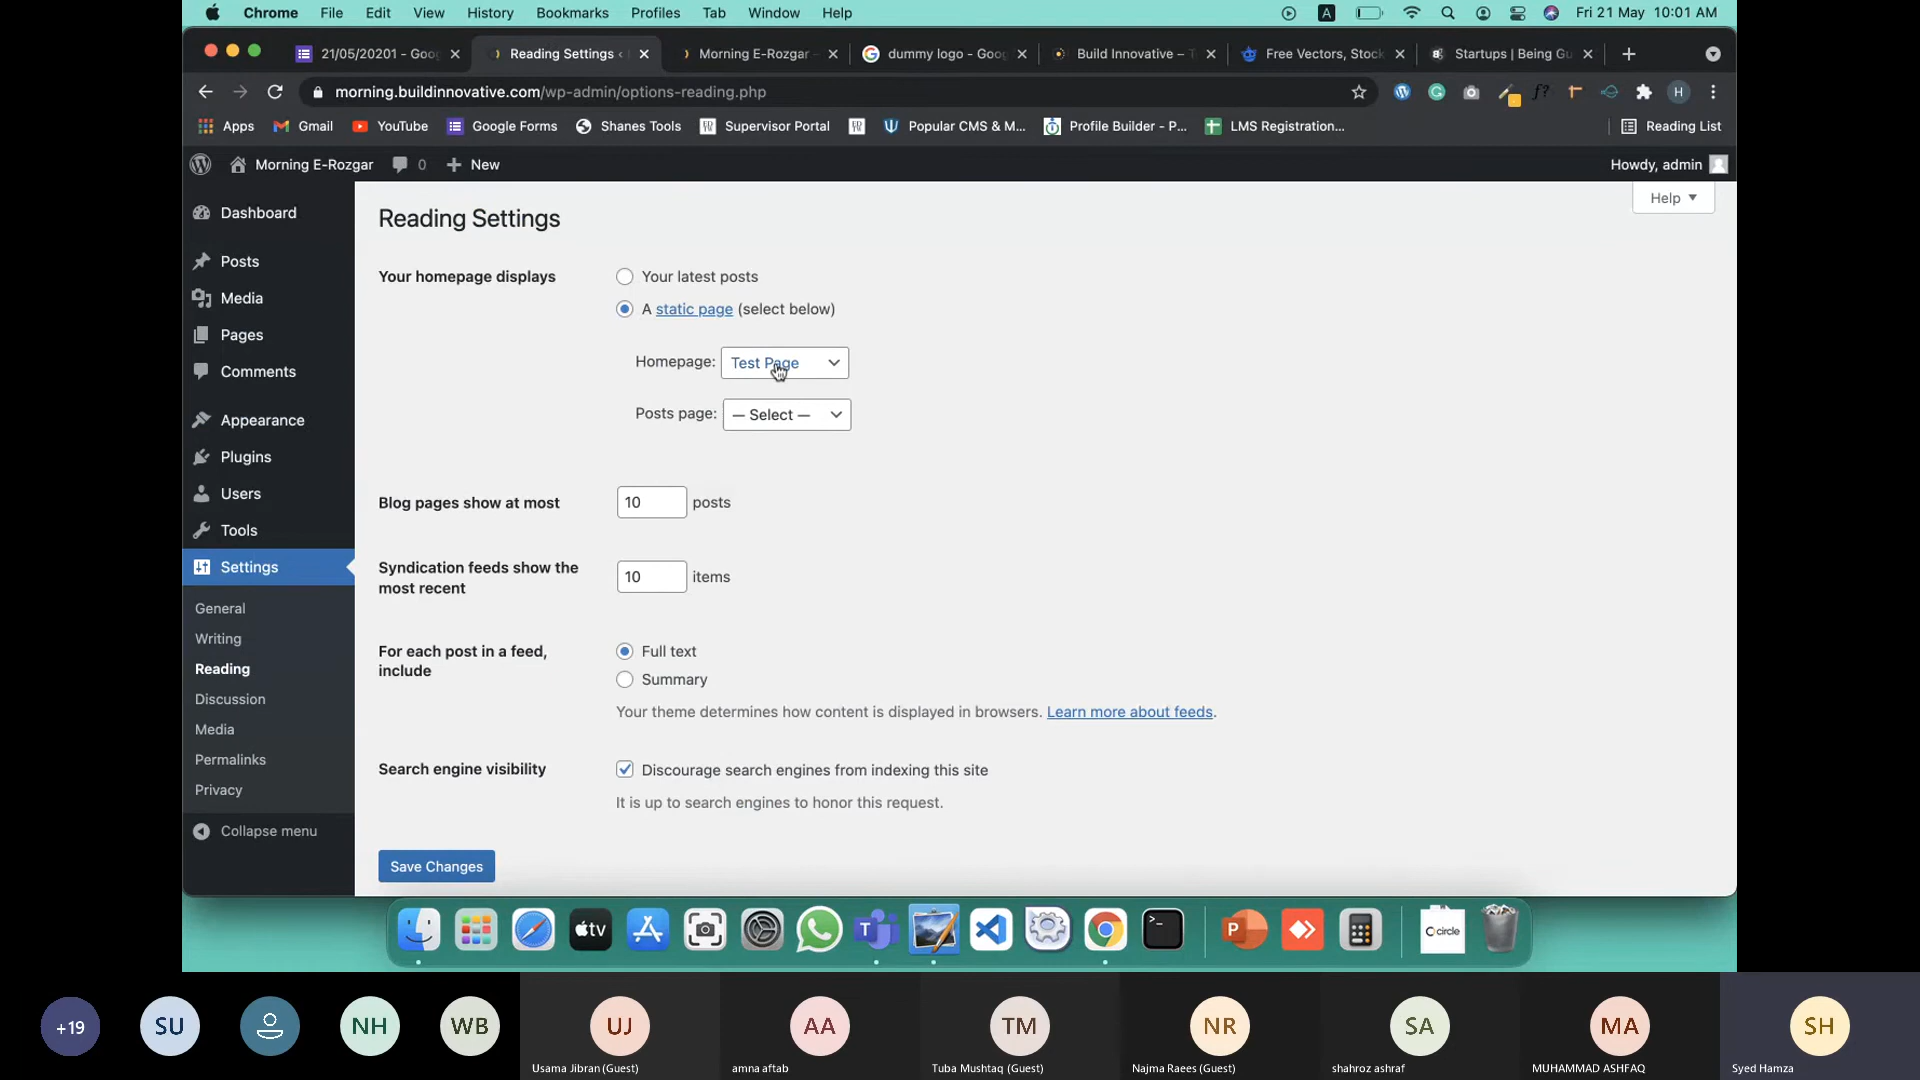 Chrome File Edit View History Bookmarks Profiles Tab Window Help A Fri 21 May 10:01 AM
21/05/20201 - Goo Reading Settings ‹ Morning E-Rozgar - dummy logo - Goog Build Innovative – T Free Vectors, Stock Startups | Being Gu
morning.buildinnovative.com/wp-admin/options-reading.php f? H
Apps Gmail YouTube Google Forms Shanes Tools Supervisor Portal Popular CMS & M... Profile Builder - P... LMS Registration... Reading List
Morning E-Rozgar 0 New Howdy, admin
Help
Dashboard
Posts
Media
Pages
Comments
Appearance
Plugins
Users
Tools
Settings
General
Writing
Reading
Discussion
Media
Permalinks
Privacy
Collapse menu
Reading Settings
Your homepage displays
Your latest posts
A static page (select below)
Homepage: Test Page
Posts page: — Select —
Blog pages show at most 10 posts
Syndication feeds show the most recent 10 items
For each post in a feed, include
Full text
Summary
Your theme determines how content is displayed in browsers. Learn more about feeds.
Search engine visibility
Discourage search engines from indexing this site
It is up to search engines to honor this request.
Save Changes
tv T P circle
+19 SU NH WB UJ AA TM NR SA MA SH
Usama Jibran (Guest) amna aftab Tuba Mushtaq (Guest) Najma Raees (Guest) shahroz ashraf MUHAMMAD ASHFAQ Syed Hamza